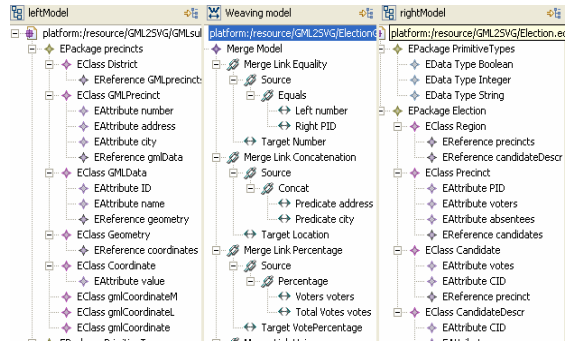 leftModel
platform:/resource/GML2SVG/GMLsul
EPackage precincts
EClass District
EReference GMLprecincts
EClass GMLPrecinct
EAttribute number
EAttribute address
EAttribute city
EReference gmlData
EClass GMLData
EAttribute ID
EAttribute name
EReference geometry
EClass Geometry
EReference coordinates
EClass Coordinate
EAttribute value
EClass gmlCoordinateM
EClass gmlCoordinateL
EClass gmlCoordinate
Weaving model
platform:/resource/GML2SVG/Election
Merge Model
Merge Link Equality
Source
Equals
Left number
Right PID
Target Number
Merge Link Concatenation
Source
Concat
Predicate address
Predicate city
Target Location
Merge Link Percentage
Source
Percentage
Voters voters
Total Votes votes
Target VotePercentage
rightModel
platform:/resource/GML2SVG/Election.ec
EPackage PrimitiveTypes
EData Type Boolean
EData Type Integer
EData Type String
EPackage Election
EClass Region
EReference precincts
EReference candidateDescr
EClass Precinct
EAttribute PID
EAttribute voters
EAttribute absentees
EReference candidates
EClass Candidate
EAttribute votes
EAttribute CID
EReference precinct
EClass CandidateDescr
EAttribute CID